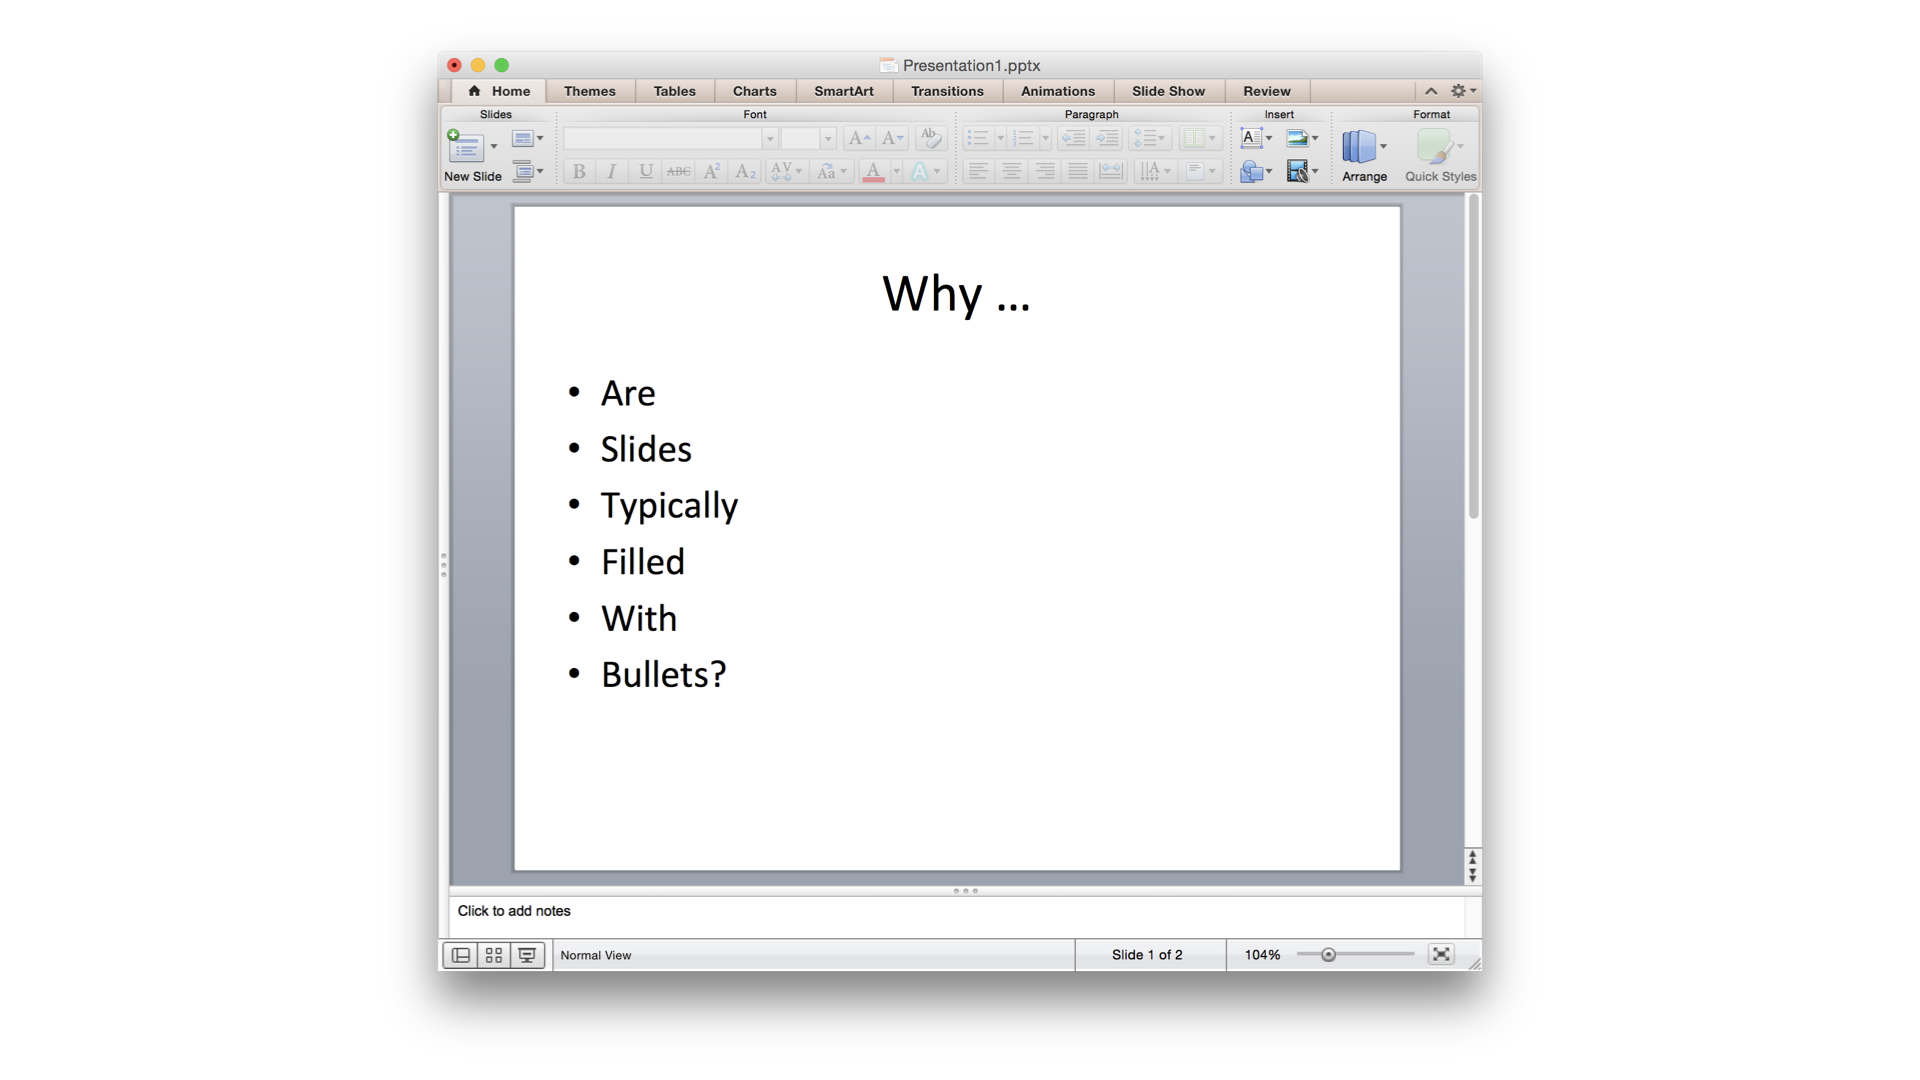 Presentation1.pptx
Home Themes Tables Charts SmartArt Transitions Animations Slide Show Review
Slides Font Paragraph Insert Format
New Slide Arrange Quick Styles
Why ...
• Are
• Slides
• Typically
• Filled
• With
• Bullets?
Click to add notes
Normal View Slide 1 of 2 104%